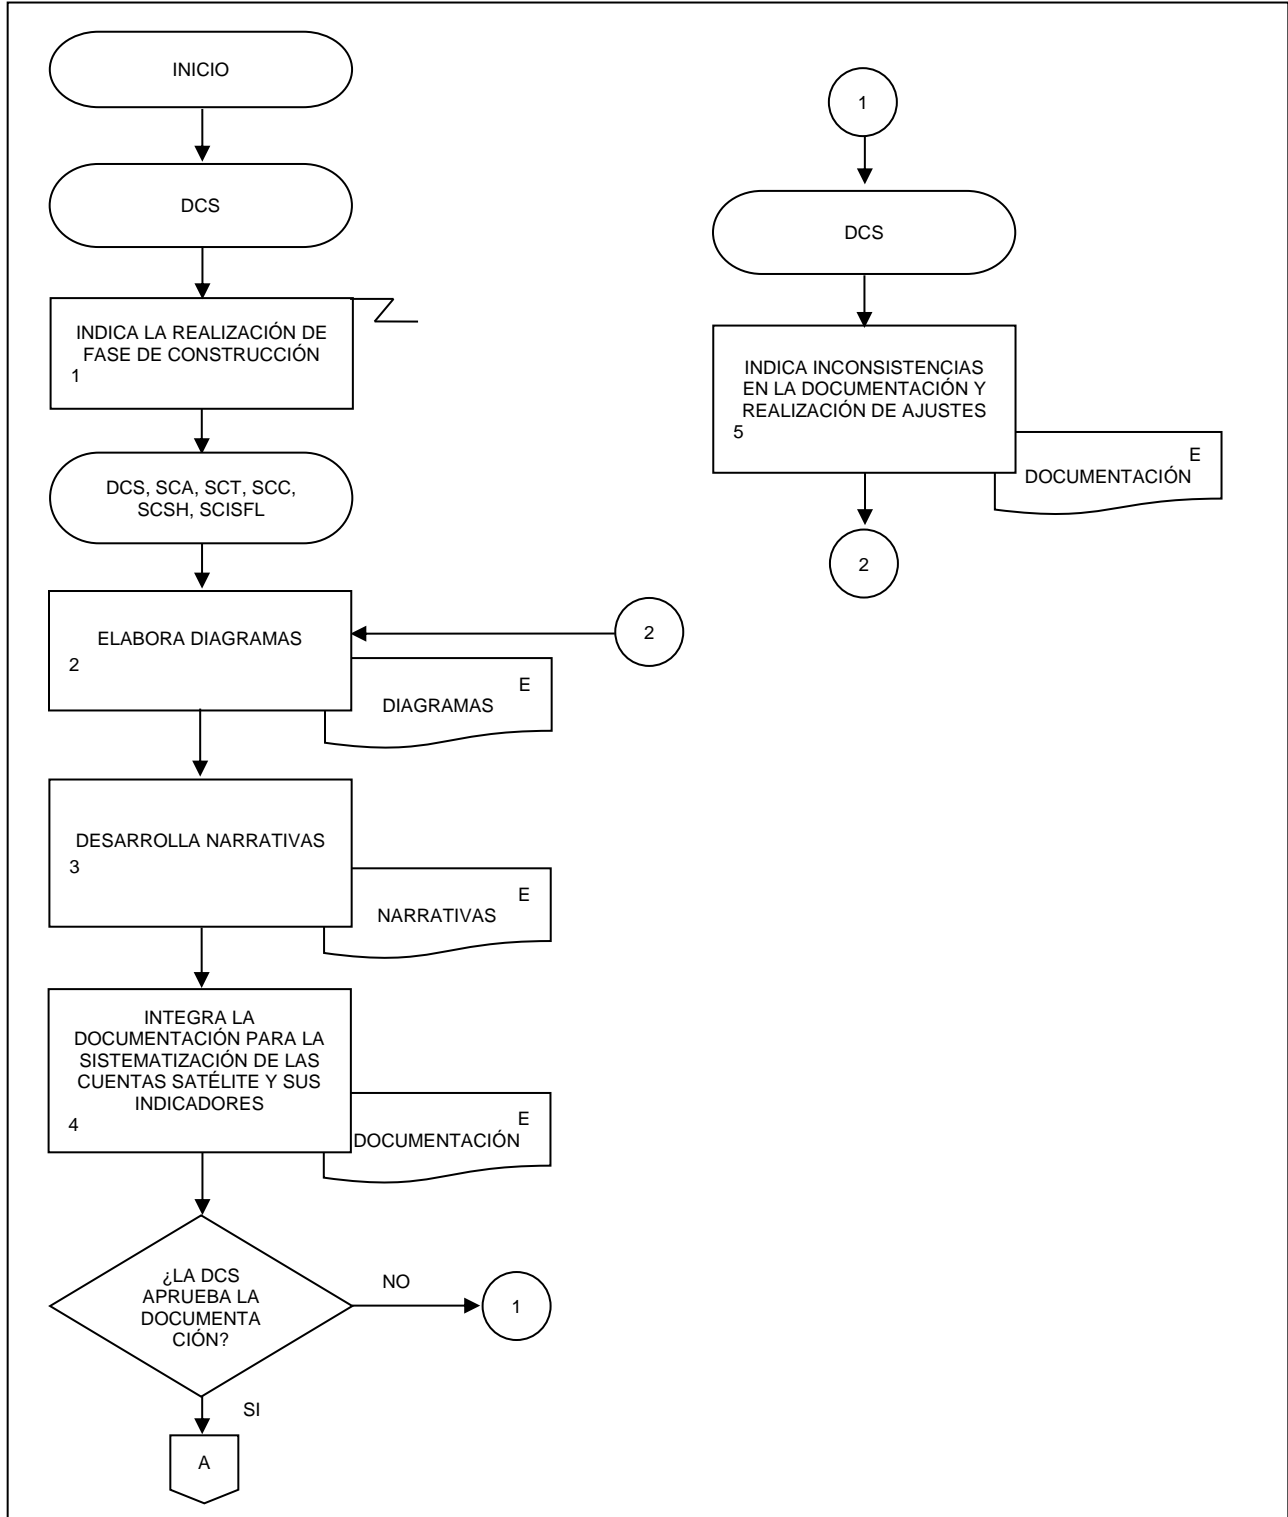 INICIO
DCS
INDICA LA REALIZACIÓN DE
FASE DE CONSTRUCCIÓN
1
DCS, SCA, SCT, SCC,
SCSH, SCISFL
ELABORA DIAGRAMAS
2
2
E
DIAGRAMAS
DESARROLLA NARRATIVAS
3
E
NARRATIVAS
INTEGRA LA
DOCUMENTACIÓN PARA LA
SISTEMATIZACIÓN DE LAS
CUENTAS SATÉLITE Y SUS
INDICADORES
4
E
DOCUMENTACIÓN
¿LA DCS
APRUEBA LA
DOCUMENTA
CIÓN?
NO
1
SI
A
1
DCS
INDICA INCONSISTENCIAS
EN LA DOCUMENTACIÓN Y
REALIZACIÓN DE AJUSTES
5
E
DOCUMENTACIÓN
2